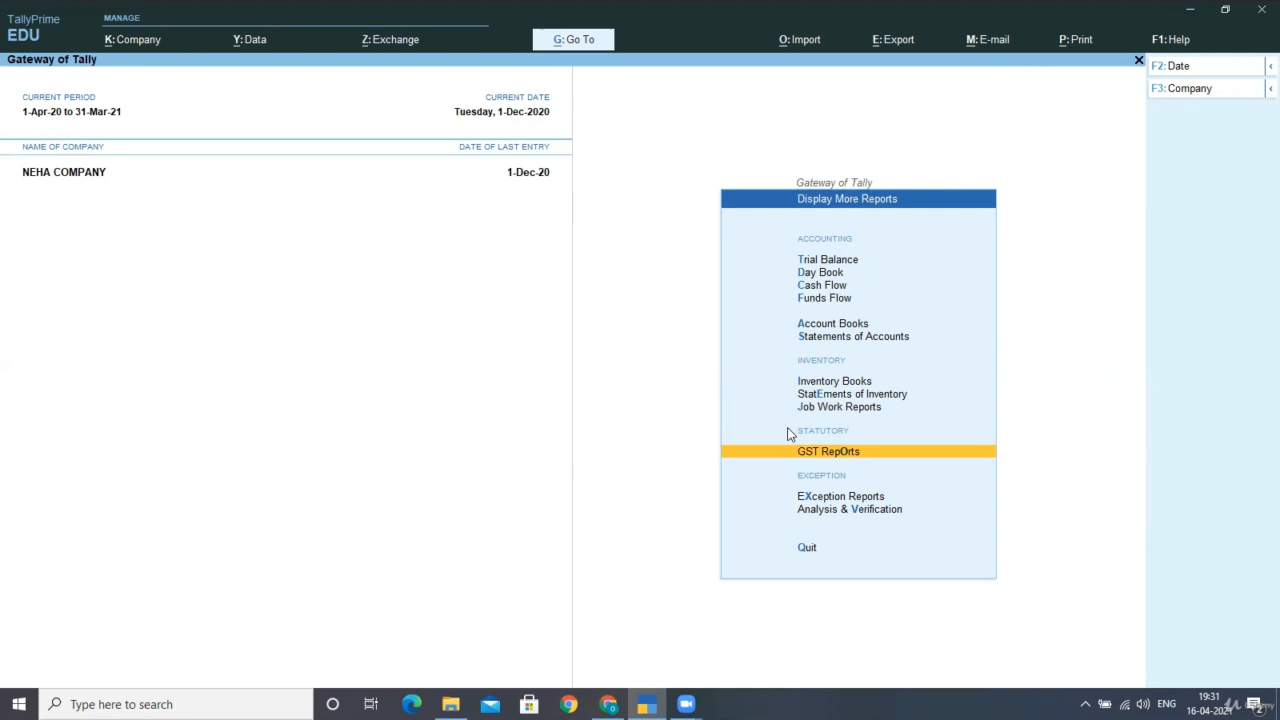 TallyPrime
EDU
MANAGE
K: Company
Y: Data
Z: Exchange
G: Go To
O: Import
E: Export
M: E-mail
P: Print
F1: Help
Gateway of Tally
F2: Date
F3: Company
CURRENT PERIOD
CURRENT DATE
1-Apr-20 to 31-Mar-21
Tuesday, 1-Dec-2020
NAME OF COMPANY
DATE OF LAST ENTRY
NEHA COMPANY
1-Dec-20
Gateway of Tally
Display More Reports
ACCOUNTING
Trial Balance
Day Book
Cash Flow
Funds Flow
Account Books
Statements of Accounts
INVENTORY
Inventory Books
StatEments of Inventory
Job Work Reports
STATUTORY
GST RepOrts
EXCEPTION
EXception Reports
Analysis & Verification
Quit
Type here to search
ENG
19:31